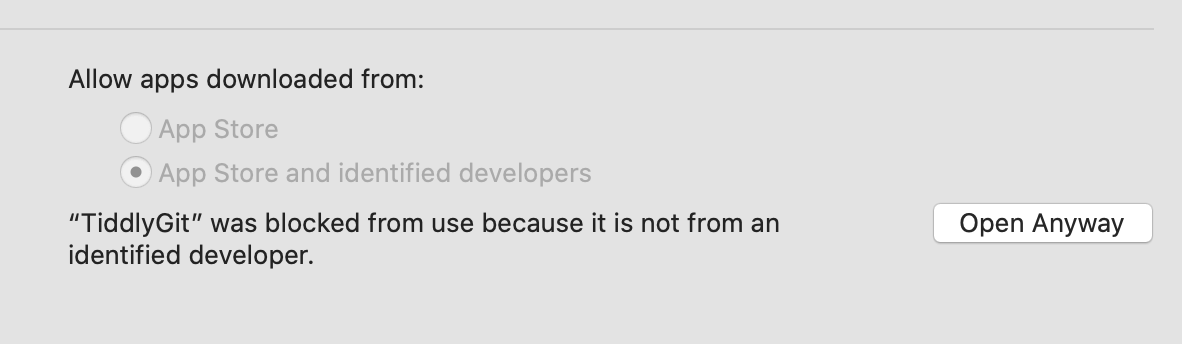 Allow apps downloaded from:
App Store
App Store and identified developers
“TiddlyGit” was blocked from use because it is not from an
identified developer.
Open Anyway